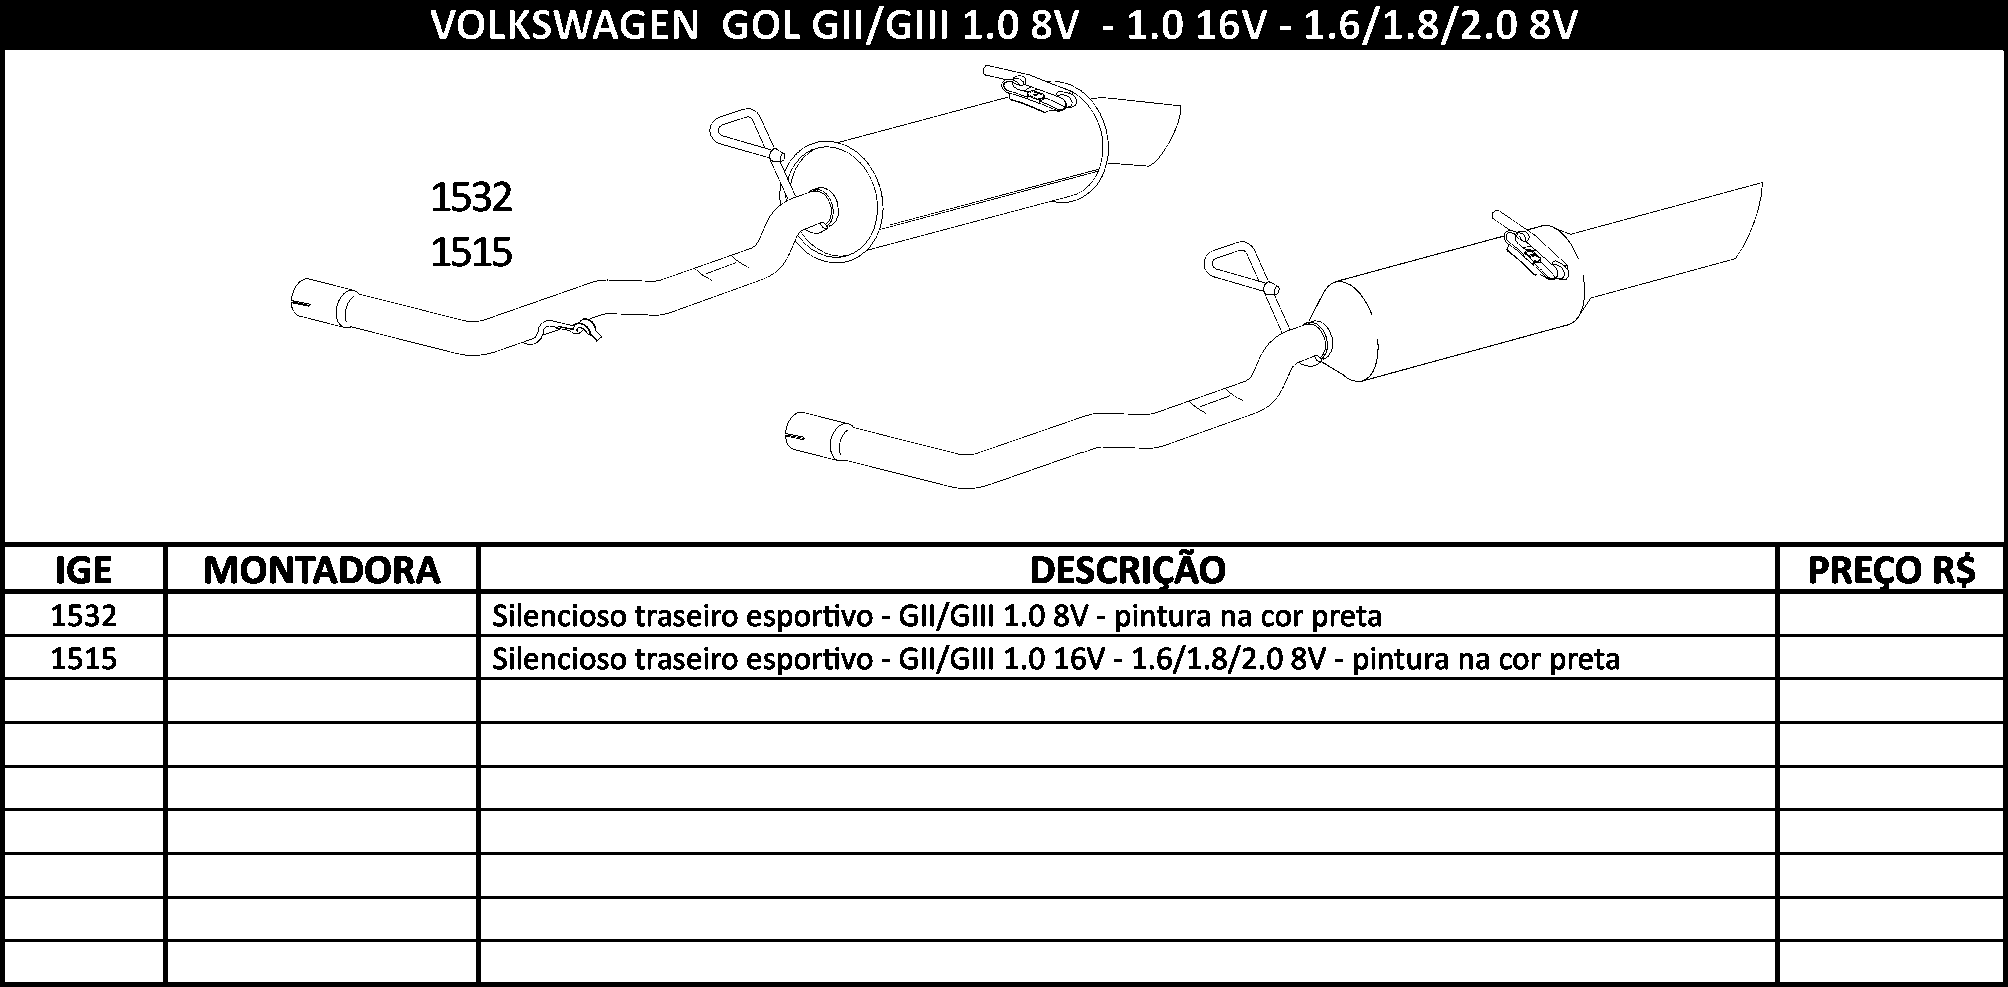 VOLKSWAGEN  GOL GII/GIII 1.0 8V  - 1.0 16V - 1.6/1.8/2.0 8V
1532
1515
IGE MONTADORA DESCRIÇÃO PREÇO R$
1532 Silencioso traseiro esportivo - GII/GIII 1.0 8V - pintura na cor preta
1515 Silencioso traseiro esportivo - GII/GIII 1.0 16V - 1.6/1.8/2.0 8V - pintura na cor preta